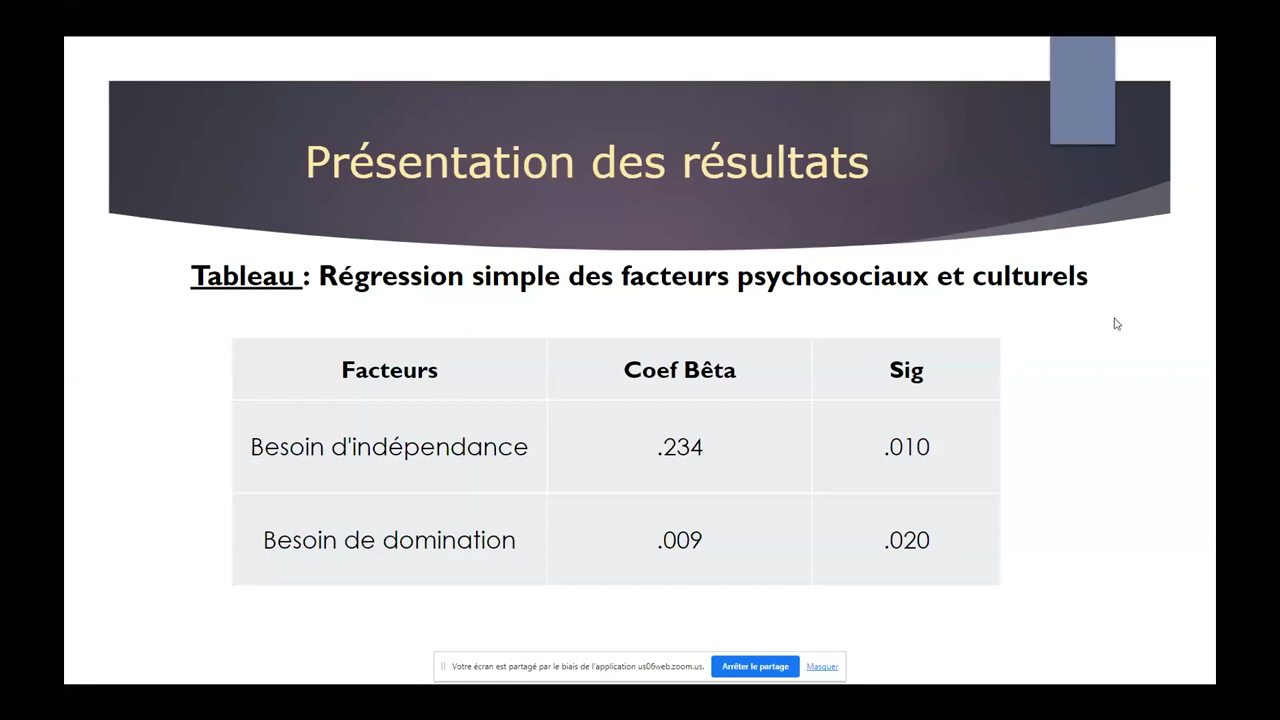 Présentation des résultats
Tableau : Régression simple des facteurs psychosociaux et culturels
Facteurs Coef Bêta Sig
Besoin d'indépendance .234 .010
Besoin de domination .009 .020
Votre écran est partagé par le biais de l'application us06web.zoom.us. Arrêter le partage Masquer